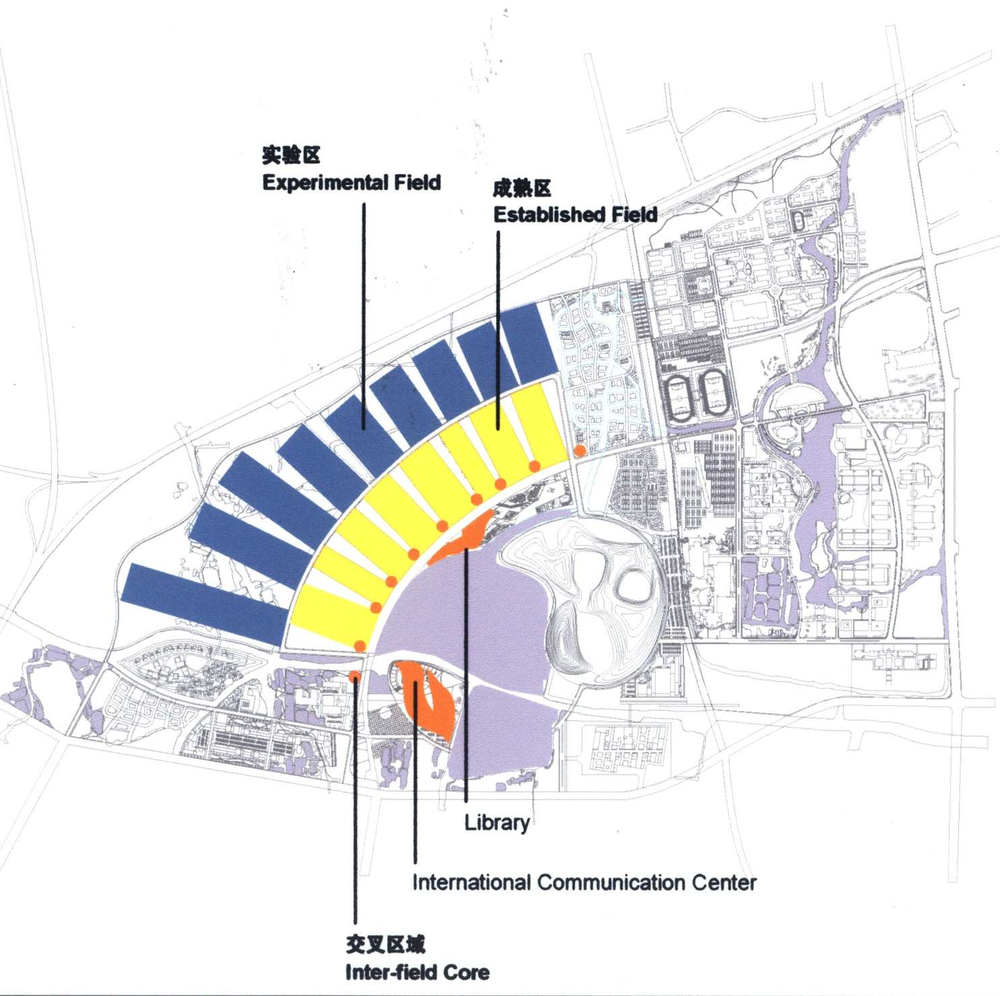 实验区
Experimental Field
成熟区
Established Field
Library
International Communication Center
交叉区域
Inter-field Core